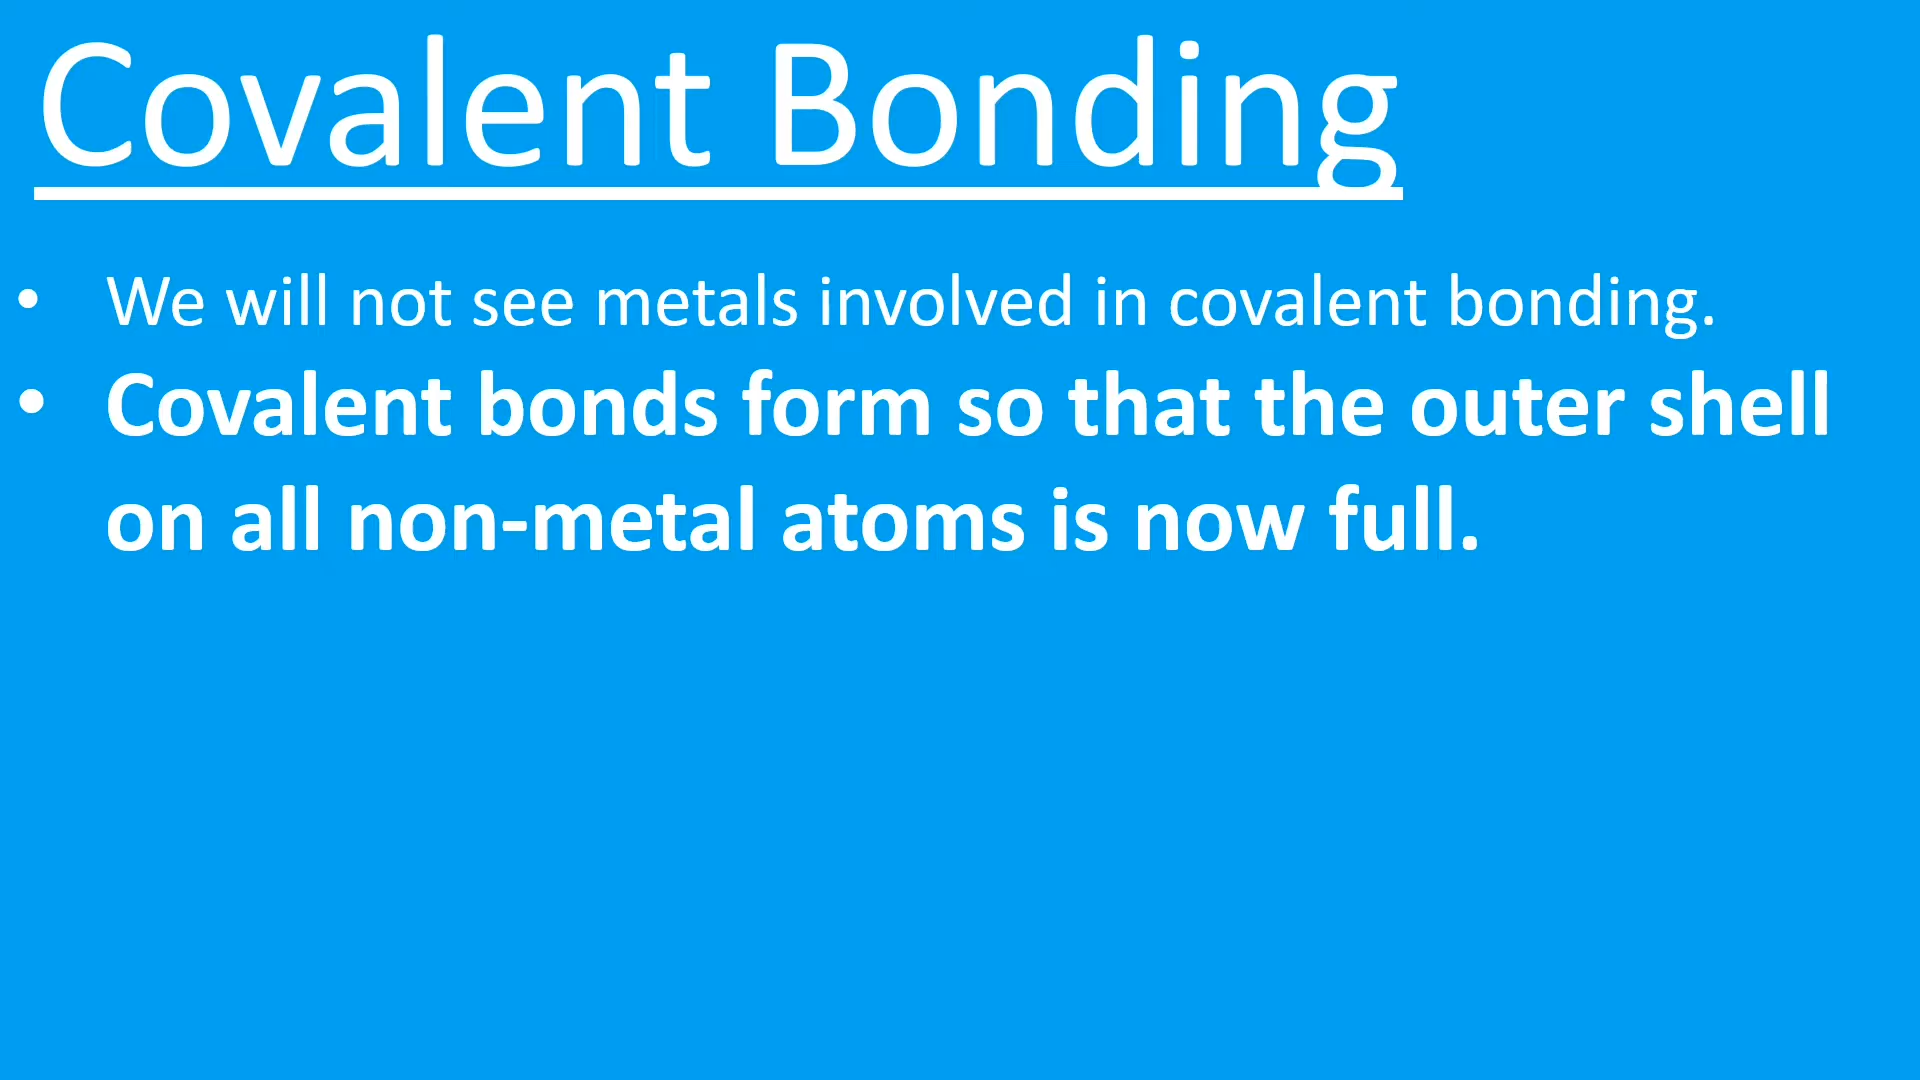 Covalent Bonding
• We will not see metals involved in covalent bonding.
• Covalent bonds form so that the outer shell
on all non-metal atoms is now full.